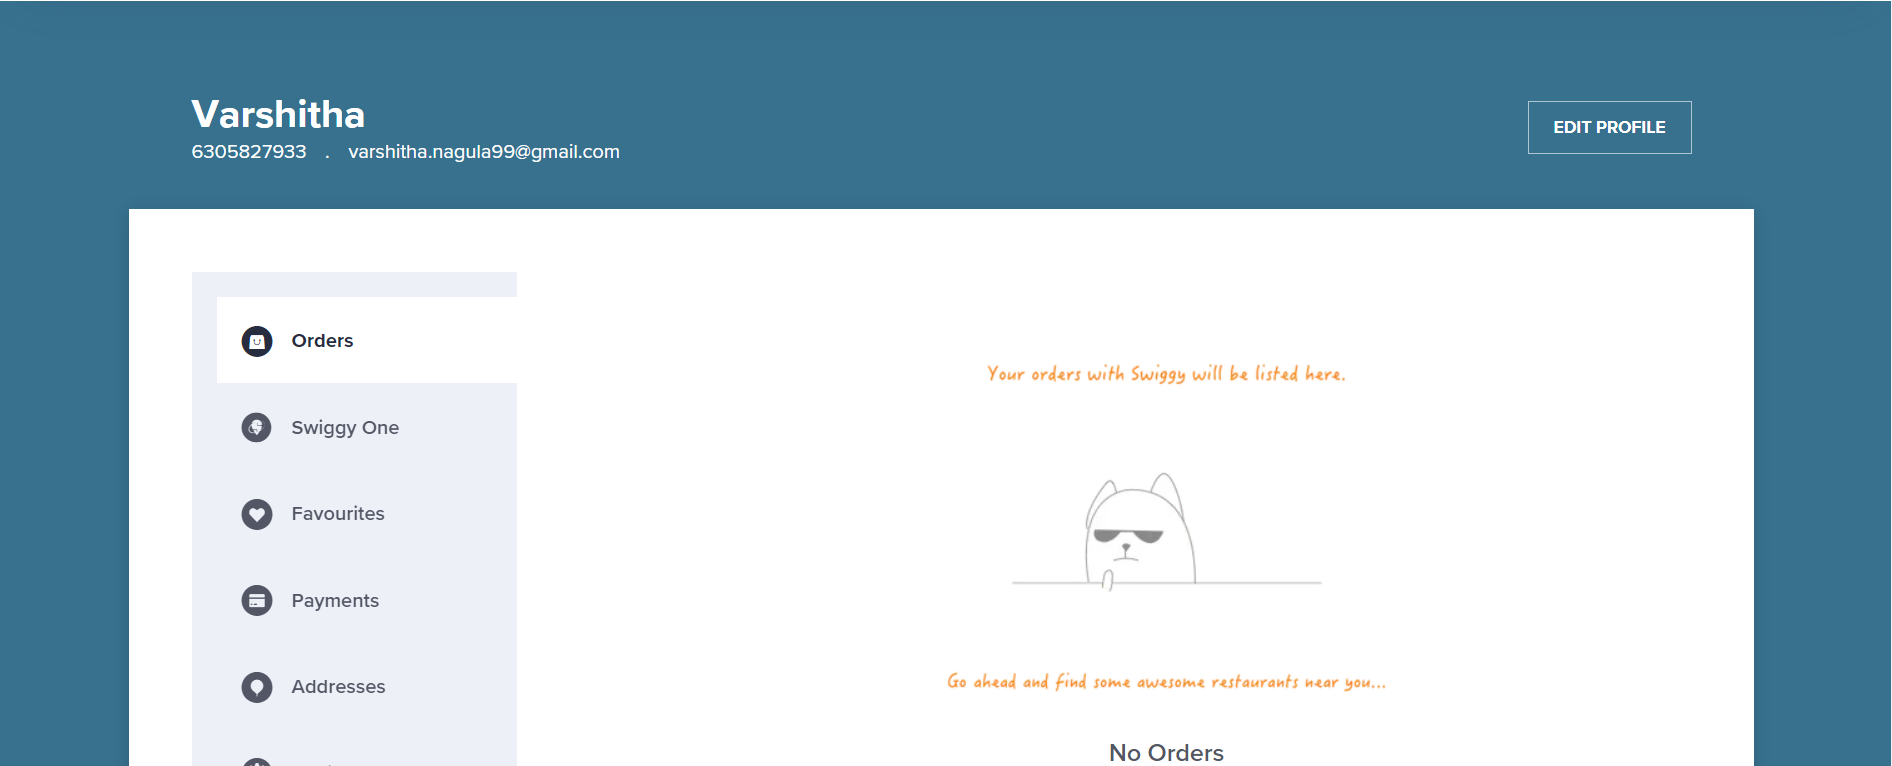 Varshitha
6305827933 . varshitha.nagula99@gmail.com
EDIT PROFILE
Orders
Swiggy One
Favourites
Payments
Addresses
Your orders with Swiggy will be listed here.
Go ahead and find some awesome restaurants near you...
No Orders